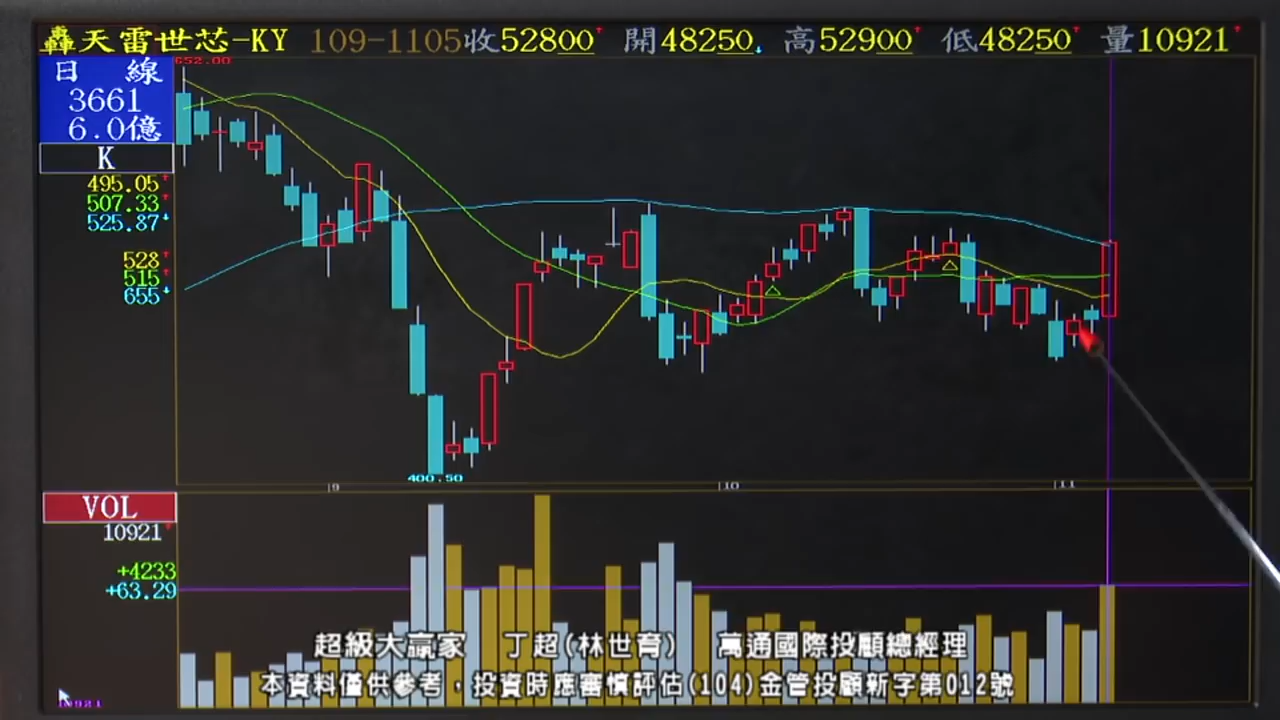 轟天雷世芯-KY 109-1105收52800 開48250 高52900 低48250 量10921
日 線
3661
6.0億
K
495.05
507.33
525.87
528
515
655
652.00
400.50
9 10 11
VOL
10921
+4233
+63.29
超級大贏家 丁超(林世育) 萬通國際投顧總經理
本資料僅供參考，投資時應審慎評估(104)金管投顧新字第012號